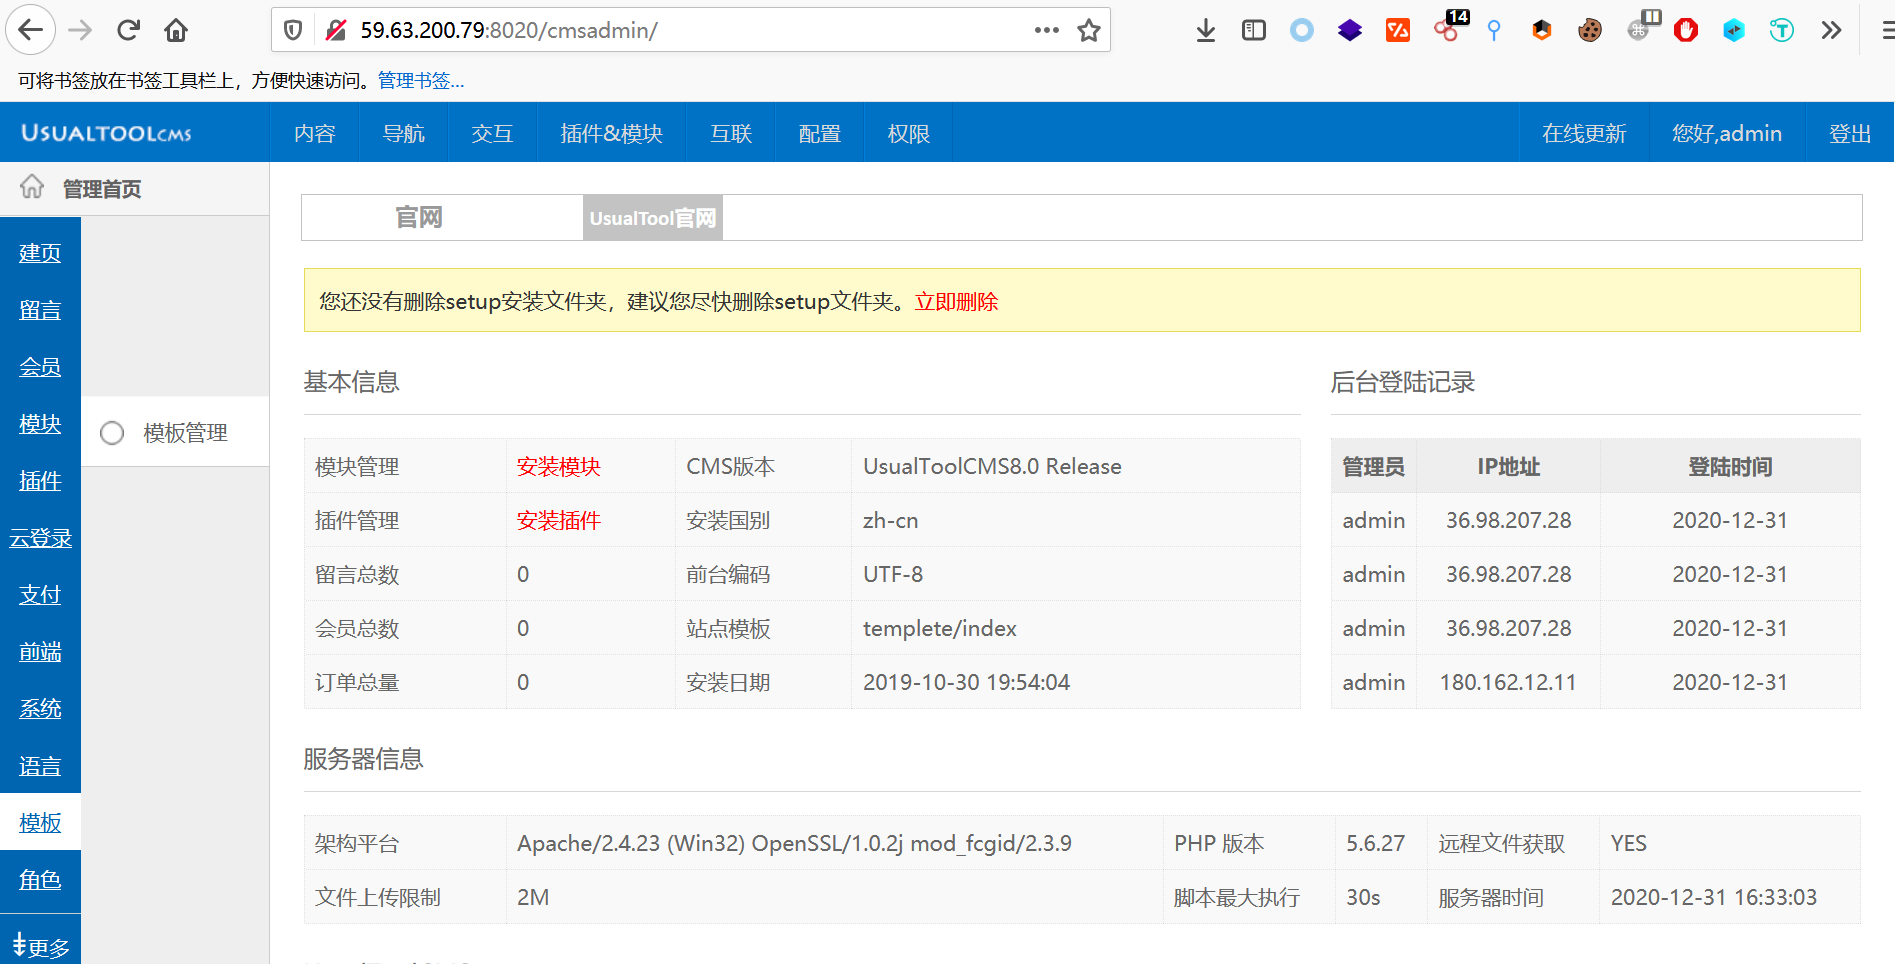 59.63.200.79:8020/cmsadmin/
14
可将书签放在书签工具栏上，方便快速访问。管理书签...
USUALTOOLCMS 内容 导航 交互 插件&模块 互联 配置 权限 在线更新 您好,admin 登出
管理首页
官网 UsualTool官网
建页
留言
会员
模块
插件
云登录
支付
前端
系统
语言
模板
角色
更多
模板管理
您还没有删除setup安装文件夹，建议您尽快删除setup文件夹。立即删除
基本信息
模块管理 安装模块 CMS版本 UsualToolCMS8.0 Release
插件管理 安装插件 安装国别 zh-cn
留言总数 0 前台编码 UTF-8
会员总数 0 站点模板 templete/index
订单总量 0 安装日期 2019-10-30 19:54:04
后台登陆记录
管理员 IP地址 登陆时间
admin 36.98.207.28 2020-12-31
admin 36.98.207.28 2020-12-31
admin 36.98.207.28 2020-12-31
admin 180.162.12.11 2020-12-31
服务器信息
架构平台 Apache/2.4.23 (Win32) OpenSSL/1.0.2j mod_fcgid/2.3.9 PHP 版本 5.6.27 远程文件获取 YES
文件上传限制 2M 脚本最大执行 30s 服务器时间 2020-12-31 16:33:03